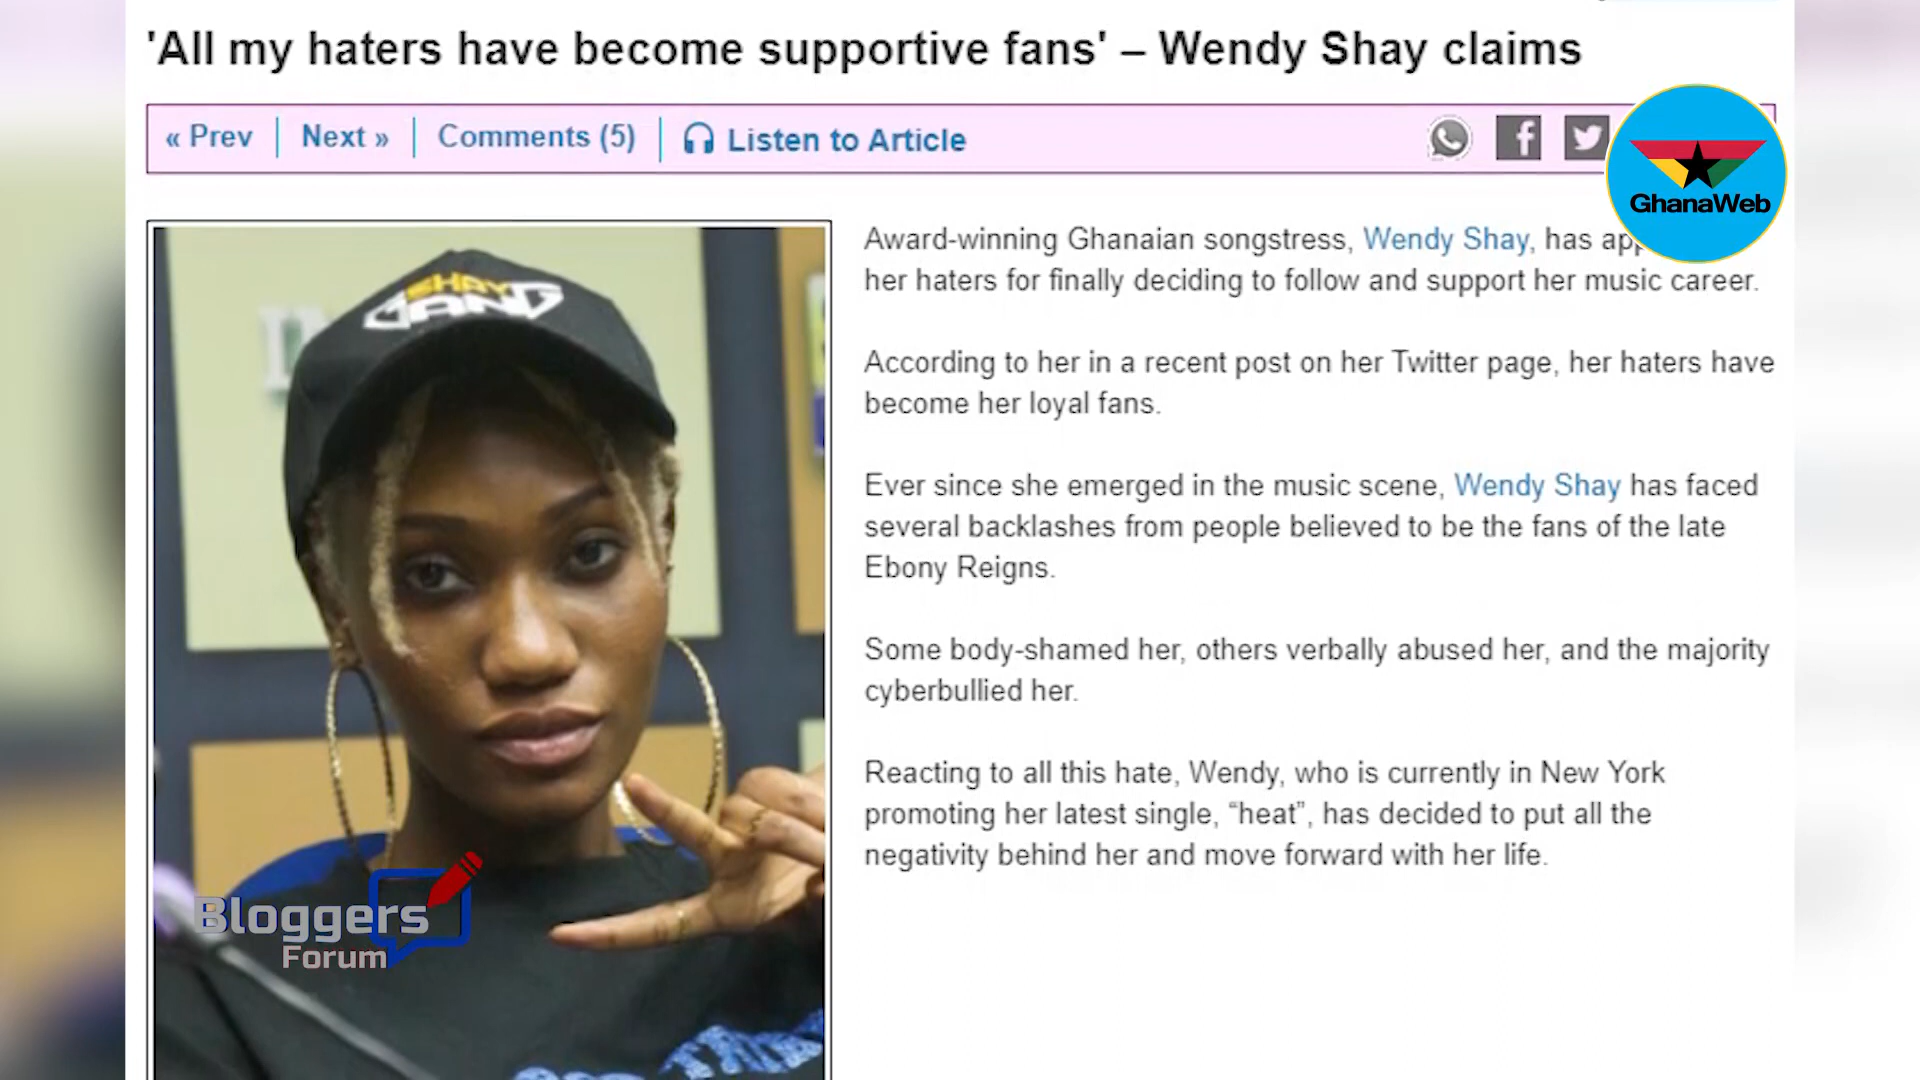 'All my haters have become supportive fans' – Wendy Shay claims
« Prev
Next »
Comments (5)
Listen to Article
GhanaWeb
Award-winning Ghanaian songstress, Wendy Shay, has
her haters for finally deciding to follow and support her music career.
According to her in a recent post on her Twitter page, her haters have
become her loyal fans.
Ever since she emerged in the music scene, Wendy Shay has faced
several backlashes from people believed to be the fans of the late
Ebony Reigns.
Some body-shamed her, others verbally abused her, and the majority
cyberbullied her.
Reacting to all this hate, Wendy, who is currently in New York
promoting her latest single, “heat”, has decided to put all the
negativity behind her and move forward with her life.
SHAY
GANG
Bloggers
Forum